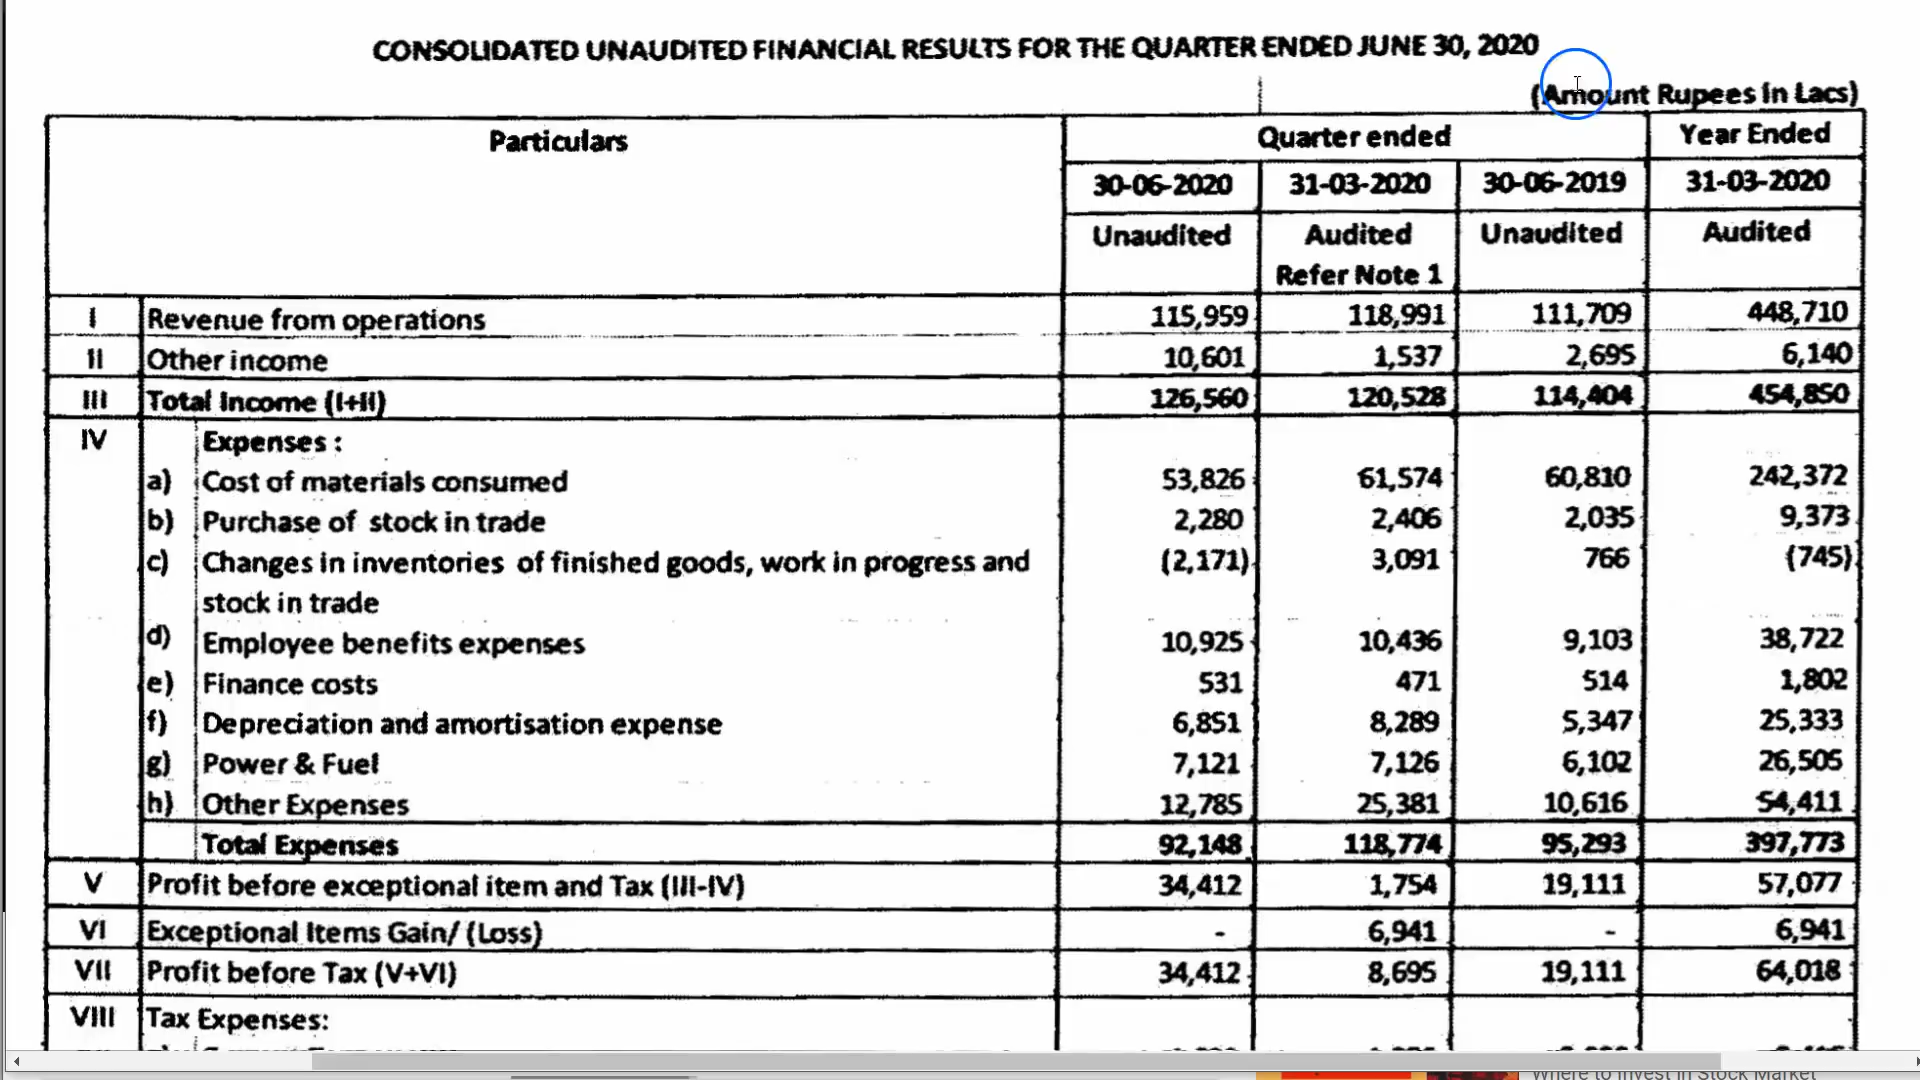 CONSOLIDATED UNAUDITED FINANCIAL RESULTS FOR THE QUARTER ENDED JUNE 30, 2020
(Amount Rupees in Lacs)
Particulars Quarter ended Year Ended
30-06-2020 31-03-2020 30-06-2019 31-03-2020
Unaudited Audited Unaudited Audited
Refer Note 1
I Revenue from operations 115,959 118,991 111,709 448,710
II Other income 10,601 1,537 2,695 6,140
III Total Income (I+II) 126,560 120,528 114,404 454,850
IV Expenses :
a) Cost of materials consumed 53,826 61,574 60,810 242,372
b) Purchase of stock in trade 2,280 2,406 2,035 9,373
c) Changes in inventories of finished goods, work in progress and (2,171) 3,091 766 (745)
stock in trade
d) Employee benefits expenses 10,925 10,436 9,103 38,722
e) Finance costs 531 471 514 1,802
f) Depreciation and amortisation expense 6,851 8,289 5,347 25,333
g) Power & Fuel 7,121 7,126 6,102 26,505
h) Other Expenses 12,785 25,381 10,616 54,411
Total Expenses 92,148 118,774 95,293 397,773
V Profit before exceptional item and Tax (III-IV) 34,412 1,754 19,111 57,077
VI Exceptional Items Gain/ (Loss) - 6,941 - 6,941
VII Profit before Tax (V+VI) 34,412 8,695 19,111 64,018
VIII Tax Expenses:
Where to invest in Stock Market